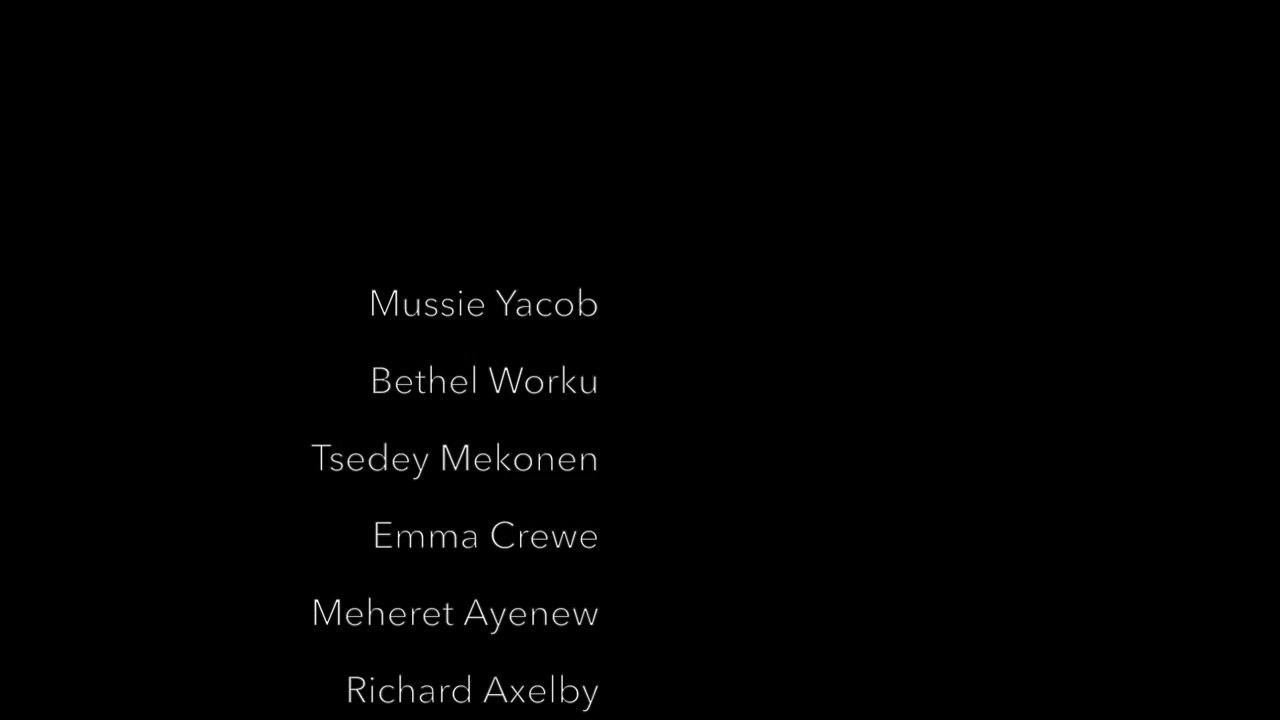 Mussie Yacob
Bethel Worku
Tsedey Mekonen
Emma Crewe
Meheret Ayenew
Richard Axelby